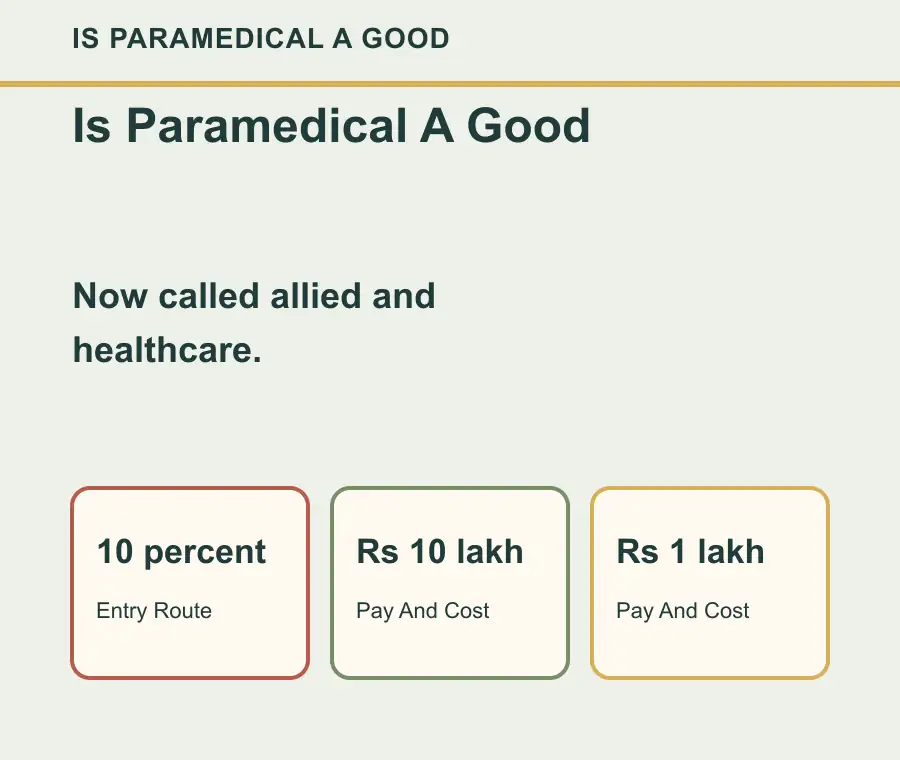 IS PARAMEDICAL A GOOD
Is Paramedical A Good
Now called allied and
healthcare.
10 percent
Entry Route
Rs 10 lakh
Pay And Cost
Rs 1 lakh
Pay And Cost